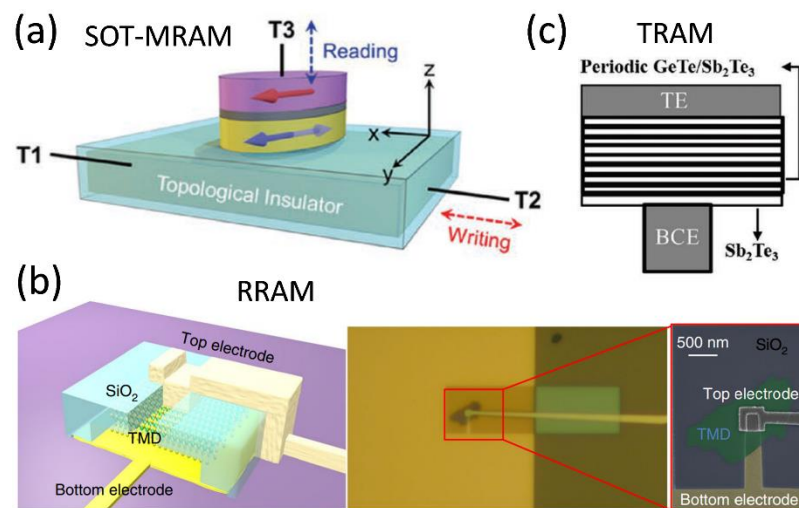 (a) SOT-MRAM
T3
Reading
z
x
y
T1
Topological Insulator
T2
Writing
(c) TRAM
Periodic GeTe/Sb₂Te₃
TE
BCE
Sb₂Te₃
(b) RRAM
Top electrode
SiO₂
TMD
Bottom electrode
500 nm
SiO₂
Top electrode
TMD
Bottom electrode